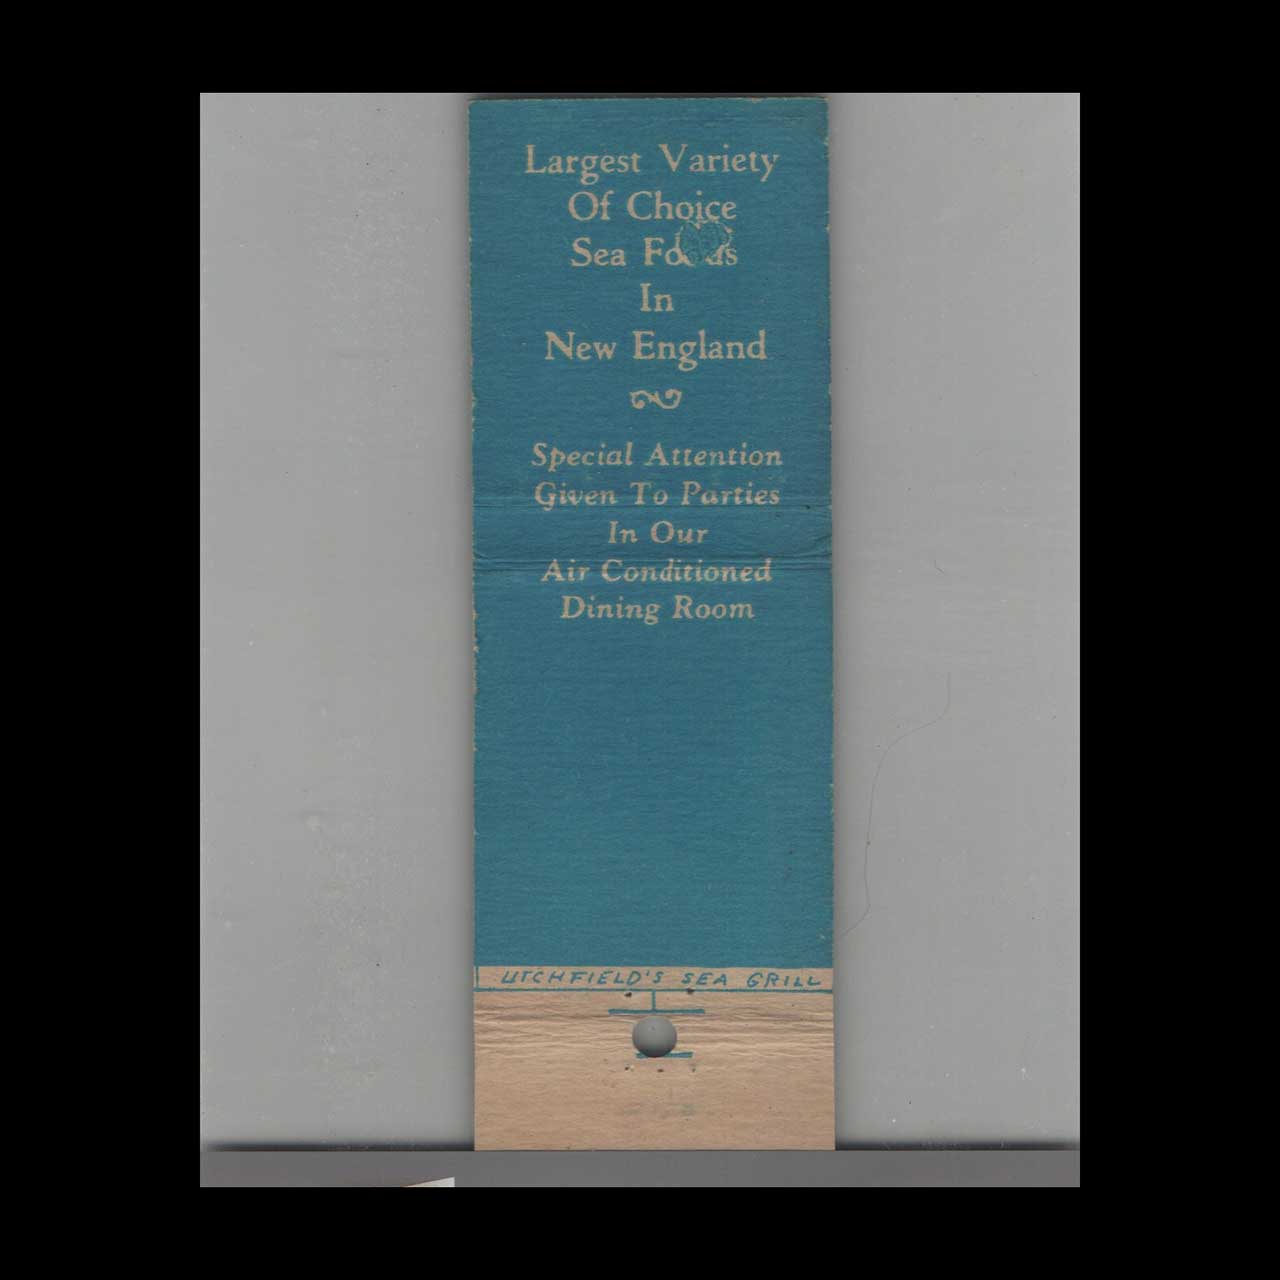 Largest Variety
Of Choice
Sea Foods
In
New England
Special Attention
Given To Parties
In Our
Air Conditioned
Dining Room
LITCHFIELD'S SEA GRILL